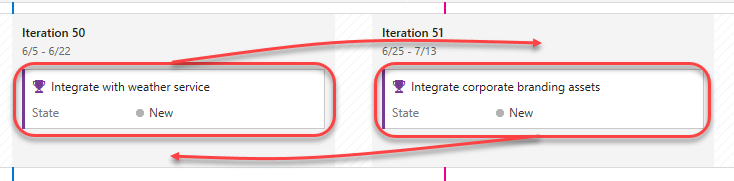 Iteration 50
6/5 - 6/22
Integrate with weather service
State New
Iteration 51
6/25 - 7/13
Integrate corporate branding assets
State New